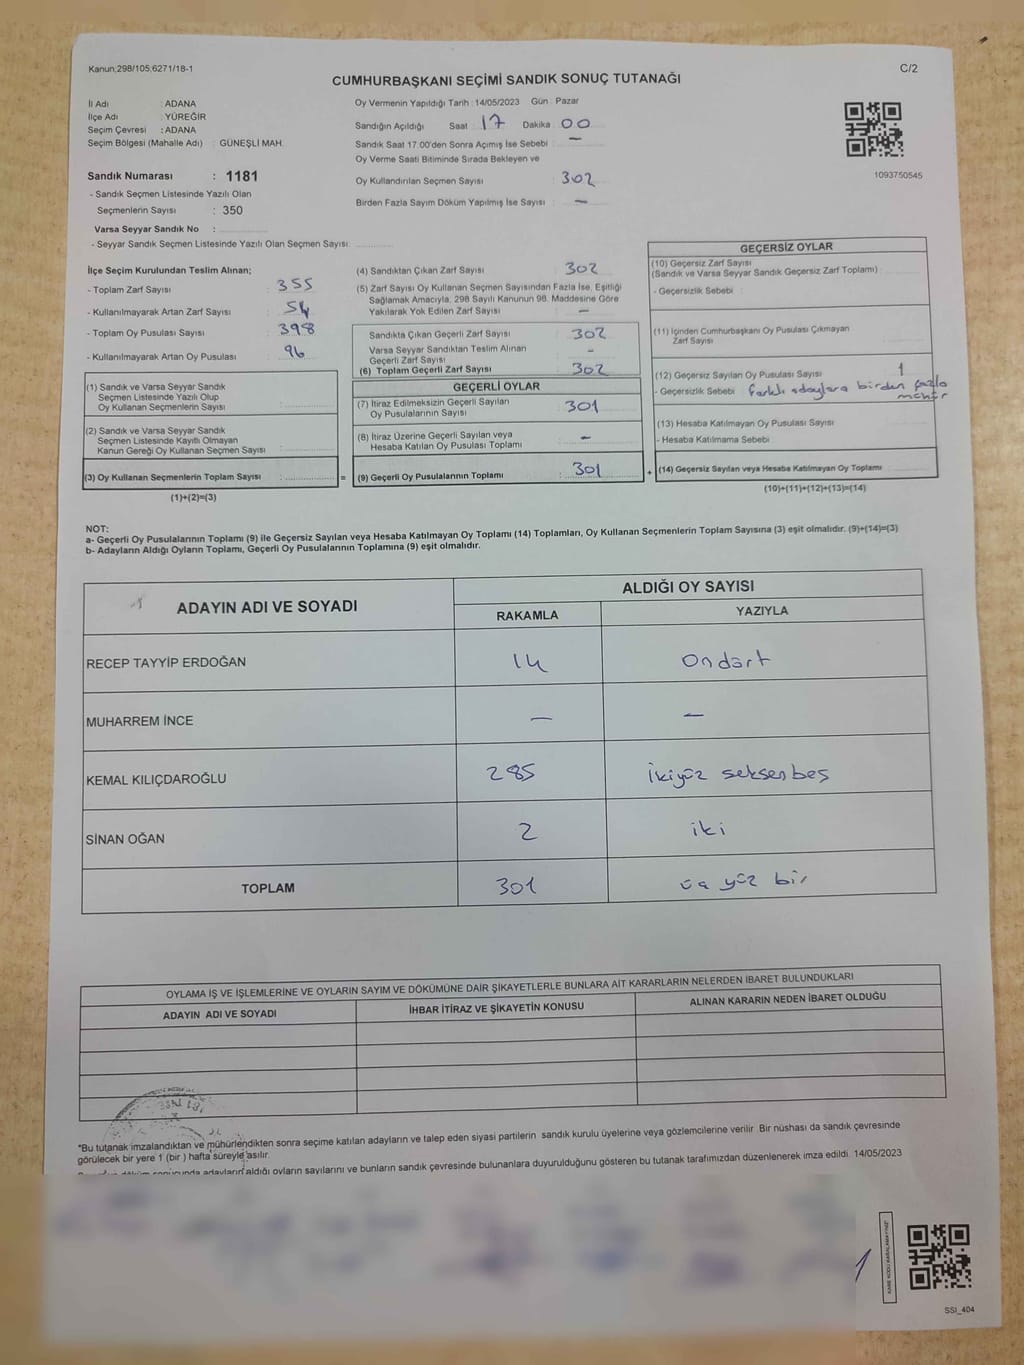 Kanun;298/105;6271/18-1
C/2
CUMHURBAŞKANI SEÇİMİ SANDIK SONUÇ TUTANAĞI
İl Adı : ADANA
İlçe Adı : YÜREĞİR
Seçim Çevresi : ADANA
Seçim Bölgesi (Mahalle Adı) : GÜNEŞLİ MAH.
Sandık Numarası : 1181
- Sandık Seçmen Listesinde Yazılı Olan
Seçmenlerin Sayısı : 350
Varsa Seyyar Sandık No :
- Seyyar Sandık Seçmen Listesinde Yazılı Olan Seçmen Sayısı:
Oy Vermenin Yapıldığı Tarih : 14/05/2023 Gün : Pazar
Sandığın Açıldığı Saat : 17 Dakika : 00
Sandık Saat 17.00'den Sonra Açımış İse Sebebi : —
Oy Verme Saati Bitiminde Sırada Bekleyen ve
Oy Kullandırılan Seçmen Sayısı : 302
Birden Fazla Sayım Döküm Yapılmış İse Sayısı : —
1093750545
İlçe Seçim Kurulundan Teslim Alınan;
- Toplam Zarf Sayısı : 355
- Kullanılmayarak Artan Zarf Sayısı : 54
- Toplam Oy Pusulası Sayısı : 398
- Kullanılmayarak Artan Oy Pusulası : 96
(1) Sandık ve Varsa Seyyar Sandık
Seçmen Listesinde Yazılı Olup
Oy Kullanan Seçmenlerin Sayısı :
(2) Sandık ve Varsa Seyyar Sandık
Seçmen Listesinde Kayıtlı Olmayan
Kanun Gereği Oy Kullanan Seçmen Sayısı :
(3) Oy Kullanan Seçmenlerin Toplam Sayısı : =
(1)+(2)=(3)
(4) Sandıktan Çıkan Zarf Sayısı : 302
(5) Zarf Sayısı Oy Kullanan Seçmen Sayısından Fazla İse, Eşitliği
Sağlamak Amacıyla, 298 Sayılı Kanunun 98. Maddesine Göre
Yakılarak Yok Edilen Zarf Sayısı : —
Sandıkta Çıkan Geçerli Zarf Sayısı : 302
Varsa Seyyar Sandıktan Teslim Alınan
Geçerli Zarf Sayısı : -
(6) Toplam Geçerli Zarf Sayısı : 302
GEÇERLİ OYLAR
(7) İtiraz Edilmeksizin Geçerli Sayılan
Oy Pusulalarının Sayısı : 301
(8) İtiraz Üzerine Geçerli Sayılan veya
Hesaba Katılan Oy Pusulası Toplamı : —
(9) Geçerli Oy Pusulalarının Toplamı : 301 +
GEÇERSİZ OYLAR
(10) Geçersiz Zarf Sayısı
(Sandık ve Varsa Seyyar Sandık Geçersiz Zarf Toplamı) :
- Geçersizlik Sebebi :
(11) İçinden Cumhurbaşkanı Oy Pusulası Çıkmayan
Zarf Sayısı :
(12) Geçersiz Sayılan Oy Pusulası Sayısı : 1
- Geçersizlik Sebebi : farklı adaylara birden fazla
mühür
(13) Hesaba Katılmayan Oy Pusulası Sayısı :
- Hesaba Katılmama Sebebi :
(14) Geçersiz Sayılan veya Hesaba Katılmayan Oy Toplamı :
(10)+(11)+(12)+(13)=(14)
NOT:
a- Geçerli Oy Pusulalarının Toplamı (9) ile Geçersiz Sayılan veya Hesaba Katılmayan Oy Toplamı (14) Toplamları, Oy Kullanan Seçmenlerin Toplam Sayısına (3) eşit olmalıdır. (9)+(14)=(3)
b- Adayların Aldığı Oyların Toplamı, Geçerli Oy Pusulalarının Toplamına (9) eşit olmalıdır.
ADAYIN ADI VE SOYADI
ALDIĞI OY SAYISI
RAKAMLA YAZIYLA
RECEP TAYYİP ERDOĞAN 14 Ondört
MUHARREM İNCE — —
KEMAL KILIÇDAROĞLU 285 İkiyüz seksenbeş
SİNAN OĞAN 2 iki
TOPLAM 301 üç yüz bir
OYLAMA İŞ VE İŞLEMLERİNE VE OYLARIN SAYIM VE DÖKÜMÜNE DAİR ŞİKAYETLERLE BUNLARA AİT KARARLARIN NELERDEN İBARET BULUNDUKLARI
ADAYIN ADI VE SOYADI İHBAR İTİRAZ VE ŞİKAYETİN KONUSU ALINAN KARARIN NEDEN İBARET OLDUĞU
*Bu tutanak imzalandıktan ve mühürlendikten sonra seçime katılan adayların ve talep eden siyasi partilerin sandık kurulu üyelerine veya gözlemcilerine verilir. Bir nüshası da sandık çevresinde
görülecek bir yere 1 (bir) hafta süreyle asılır.
sonucunda adayların aldığı oyların sayılarını ve bunların sandık çevresinde bulunanlara duyurulduğunu gösteren bu tutanak tarafımızdan düzenlenerek imza edildi. 14/05/2023
SSI_404